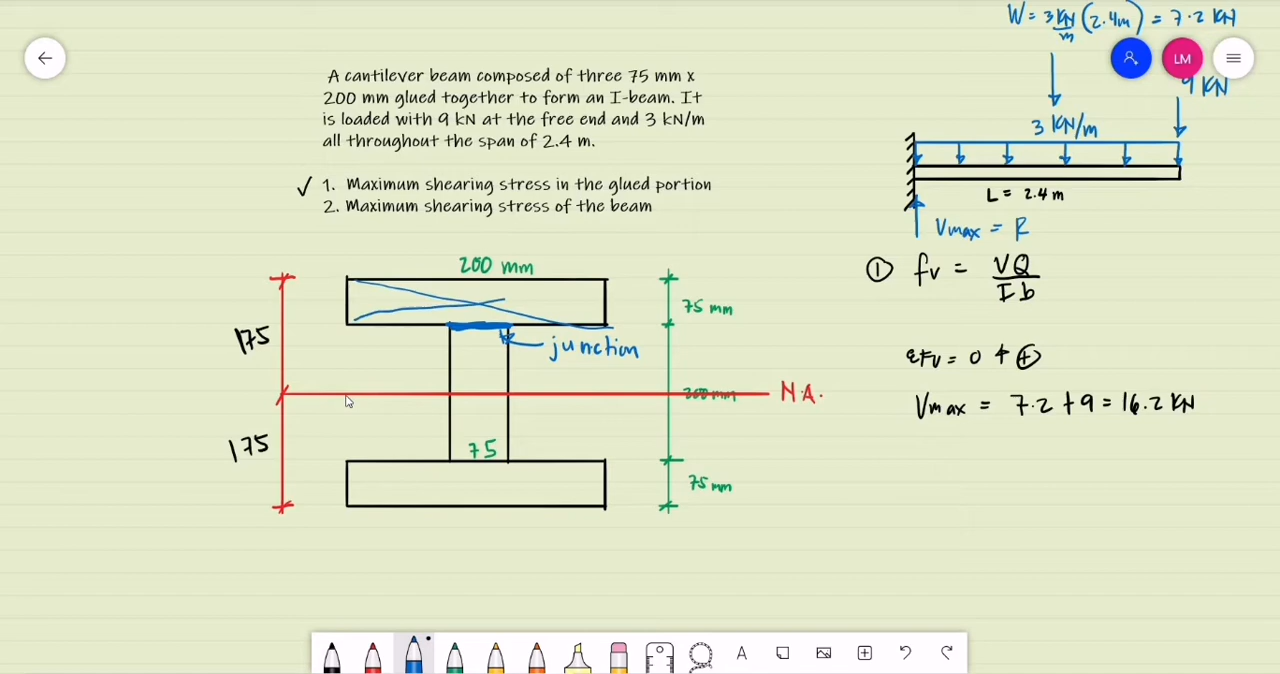 W = 3 KN/m (2.4m) = 7.2 KN
A cantilever beam composed of three 75 mm x
200 mm glued together to form an I-beam. It
is loaded with 9 kN at the free end and 3 kN/m
all throughout the span of 2.4 m.
✓ 1. Maximum shearing stress in the glued portion
2. Maximum shearing stress of the beam
LM
9 KN
3 KN/m
L = 2.4 m
Vmax = R
200 mm
75 mm
175
junction
200 mm
N.A.
175
75
75 mm
① fv = VQ / Ib
ΣFv = 0 ↑ +
Vmax = 7.2 + 9 = 16.2 KN
A